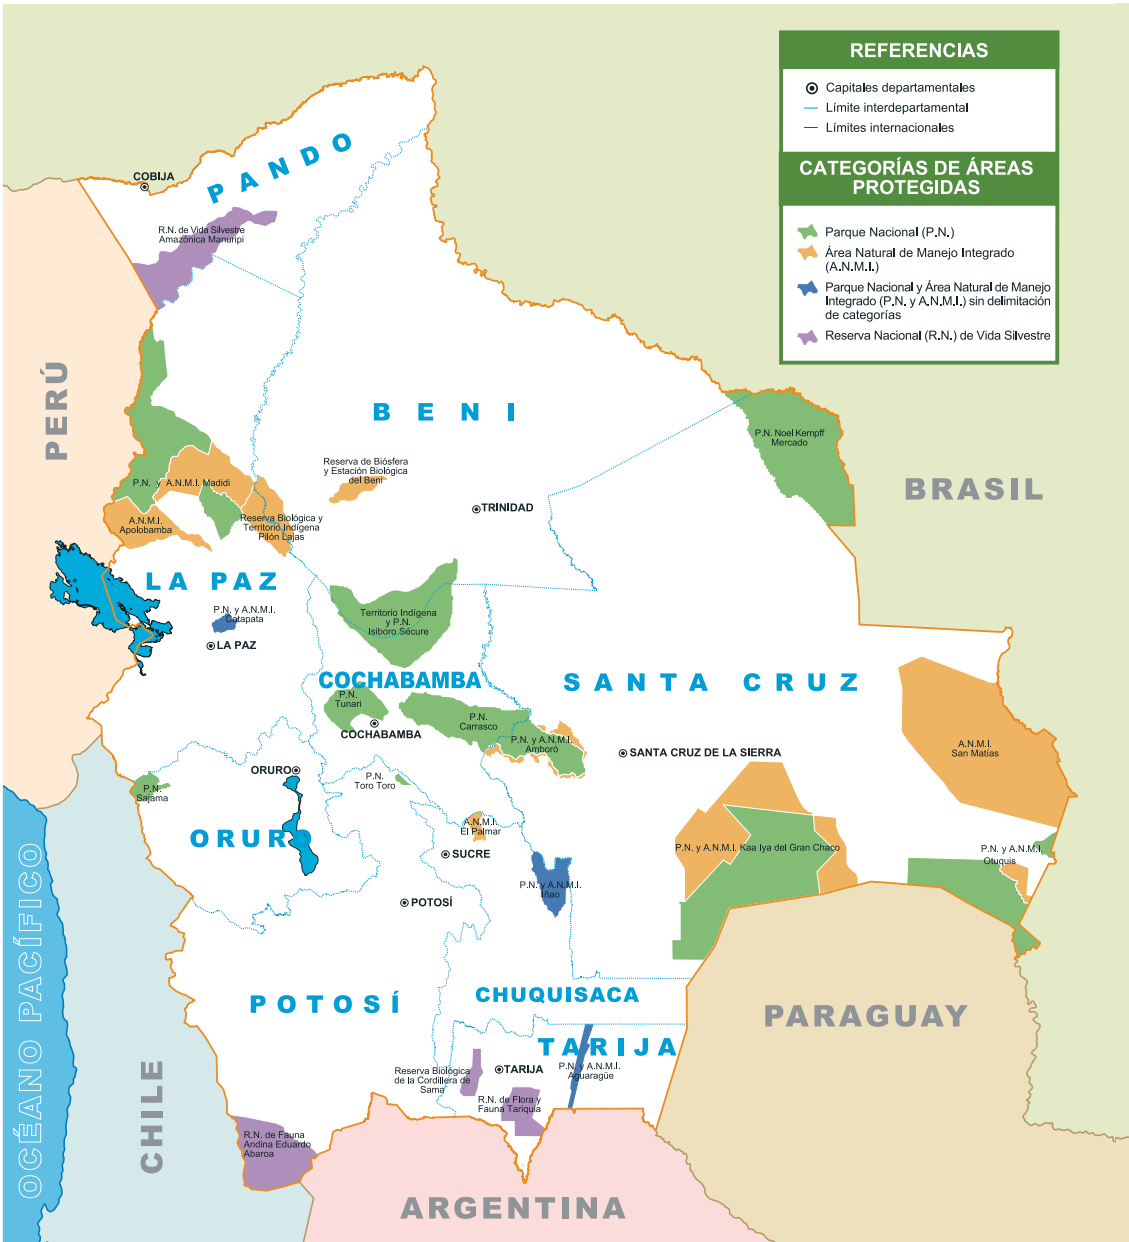 REFERENCIAS
Capitales departamentales
Límite interdepartamental
Límites internacionales
CATEGORÍAS DE ÁREAS
PROTEGIDAS
Parque Nacional (P.N.)
Área Natural de Manejo Integrado
(A.N.M.I.)
Parque Nacional y Área Natural de Manejo
Integrado (P.N. y A.N.M.I.) sin delimitación
de categorías
Reserva Nacional (R.N.) de Vida Silvestre
PANDO
COBIJA
R.N. de Vida Silvestre
Amazónica Manuripi
PERÚ
BENI
P.N. Noel Kempff
Mercado
BRASIL
Reserva de Biósfera
y Estación Biológica
del Beni
P.N. y A.N.M.I. Madidi
TRINIDAD
A.N.M.I.
Apolobamba
Reserva Biológica y
Territorio Indígena
Pilón Lajas
LA PAZ
P.N. y A.N.M.I.
Cotapata
LA PAZ
Territorio Indígena
y P.N.
Isiboro Sécure
COCHABAMBA
SANTA CRUZ
P.N.
Tunari
COCHABAMBA
P.N.
Carrasco
P.N. y A.N.M.I.
Amboró
SANTA CRUZ DE LA SIERRA
A.N.M.I.
San Matías
ORURO
P.N.
Sajama
P.N.
Toro Toro
ORURO
A.N.M.I.
El Palmar
SUCRE
P.N. y A.N.M.I. Kaa Iya del Gran Chaco
P.N. y A.N.M.I.
Otuquis
P.N. y A.N.M.I.
Iñao
POTOSÍ
OCÉANO PACÍFICO
POTOSÍ
CHUQUISACA
PARAGUAY
TARIJA
Reserva Biológica
de la Cordillera de
Sama
TARIJA
P.N. y A.N.M.I.
Aguaragüe
R.N. de Flora y
Fauna Tariquia
CHILE
R.N. de Fauna
Andina Eduardo
Abaroa
ARGENTINA